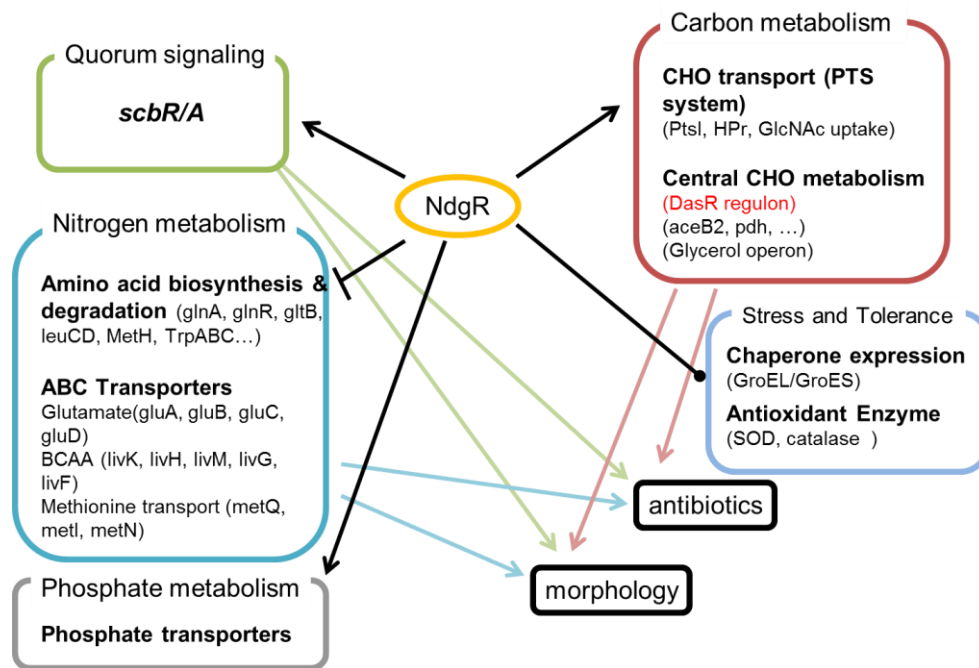 Quorum signaling
scbR/A
Carbon metabolism
CHO transport (PTS
system)
(PtsI, HPr, GlcNAc uptake)
Central CHO metabolism
(DasR regulon)
(aceB2, pdh, …)
(Glycerol operon)
NdgR
Nitrogen metabolism
Amino acid biosynthesis &
degradation (glnA, glnR, gltB,
leuCD, MetH, TrpABC…)
ABC Transporters
Glutamate(gluA, gluB, gluC,
gluD)
BCAA (livK, livH, livM, livG,
livF)
Methionine transport (metQ,
metI, metN)
Stress and Tolerance
Chaperone expression
(GroEL/GroES)
Antioxidant Enzyme
(SOD, catalase )
antibiotics
morphology
Phosphate metabolism
Phosphate transporters